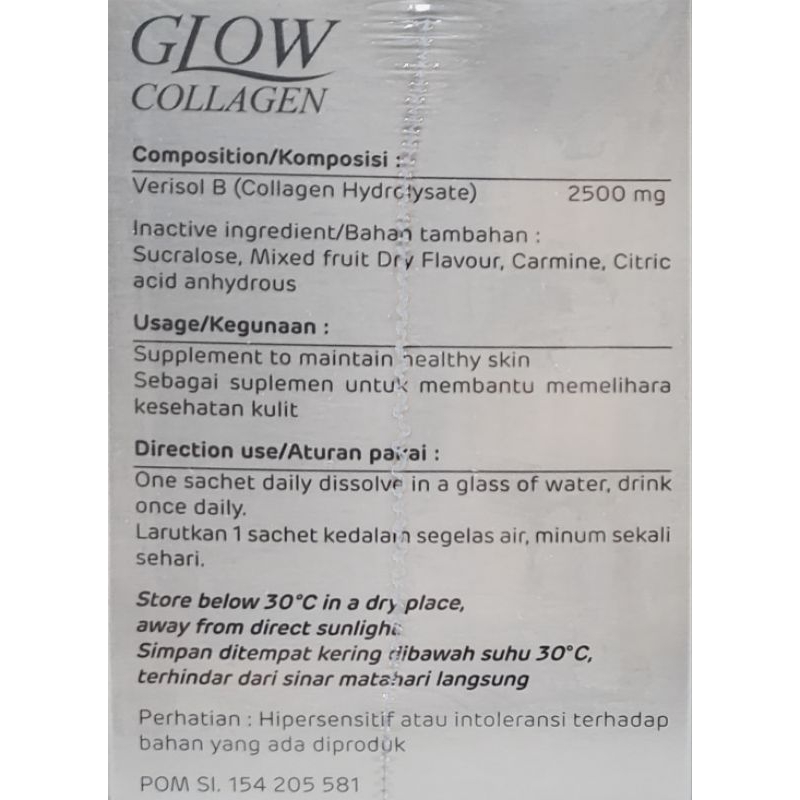 GLOW
COLLAGEN
Composition/Komposisi :
Verisol B (Collagen Hydrolysate) 2500 mg
Inactive ingredient/Bahan tambahan :
Sucralose, Mixed fruit Dry Flavour, Carmine, Citric
acid anhydrous
Usage/Kegunaan :
Supplement to maintain healthy skin
Sebagai suplemen untuk membantu memelihara
kesehatan kulit
Direction use/Aturan pakai :
One sachet daily dissolve in a glass of water, drink
once daily.
Larutkan 1 sachet kedalam segelas air, minum sekali
sehari.
Store below 30°C in a dry place,
away from direct sunlight
Simpan ditempat kering dibawah suhu 30°C,
terhindar dari sinar matahari langsung
Perhatian : Hipersensitif atau intoleransi terhadap
bahan yang ada diproduk
POM SI. 154 205 581